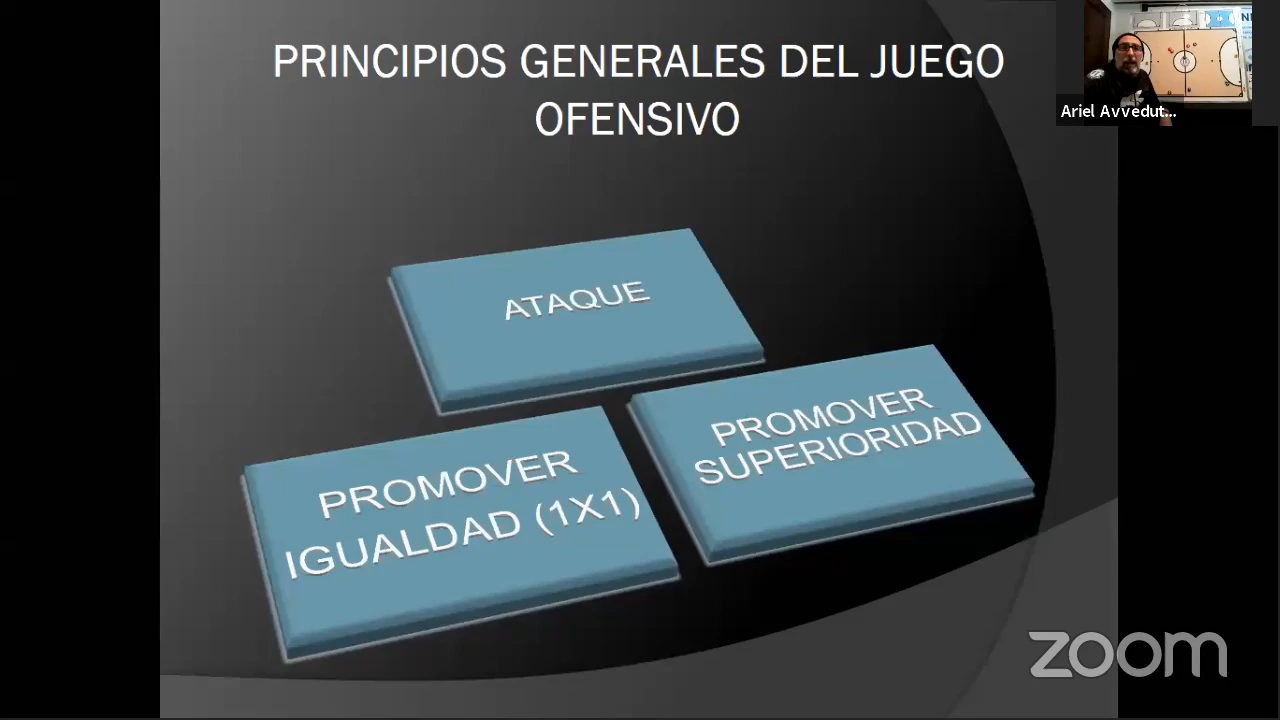 PRINCIPIOS GENERALES DEL JUEGO
OFENSIVO
Ariel Avvedut...
ATAQUE
PROMOVER
IGUALDAD (1X1)
PROMOVER
SUPERIORIDAD
zoom